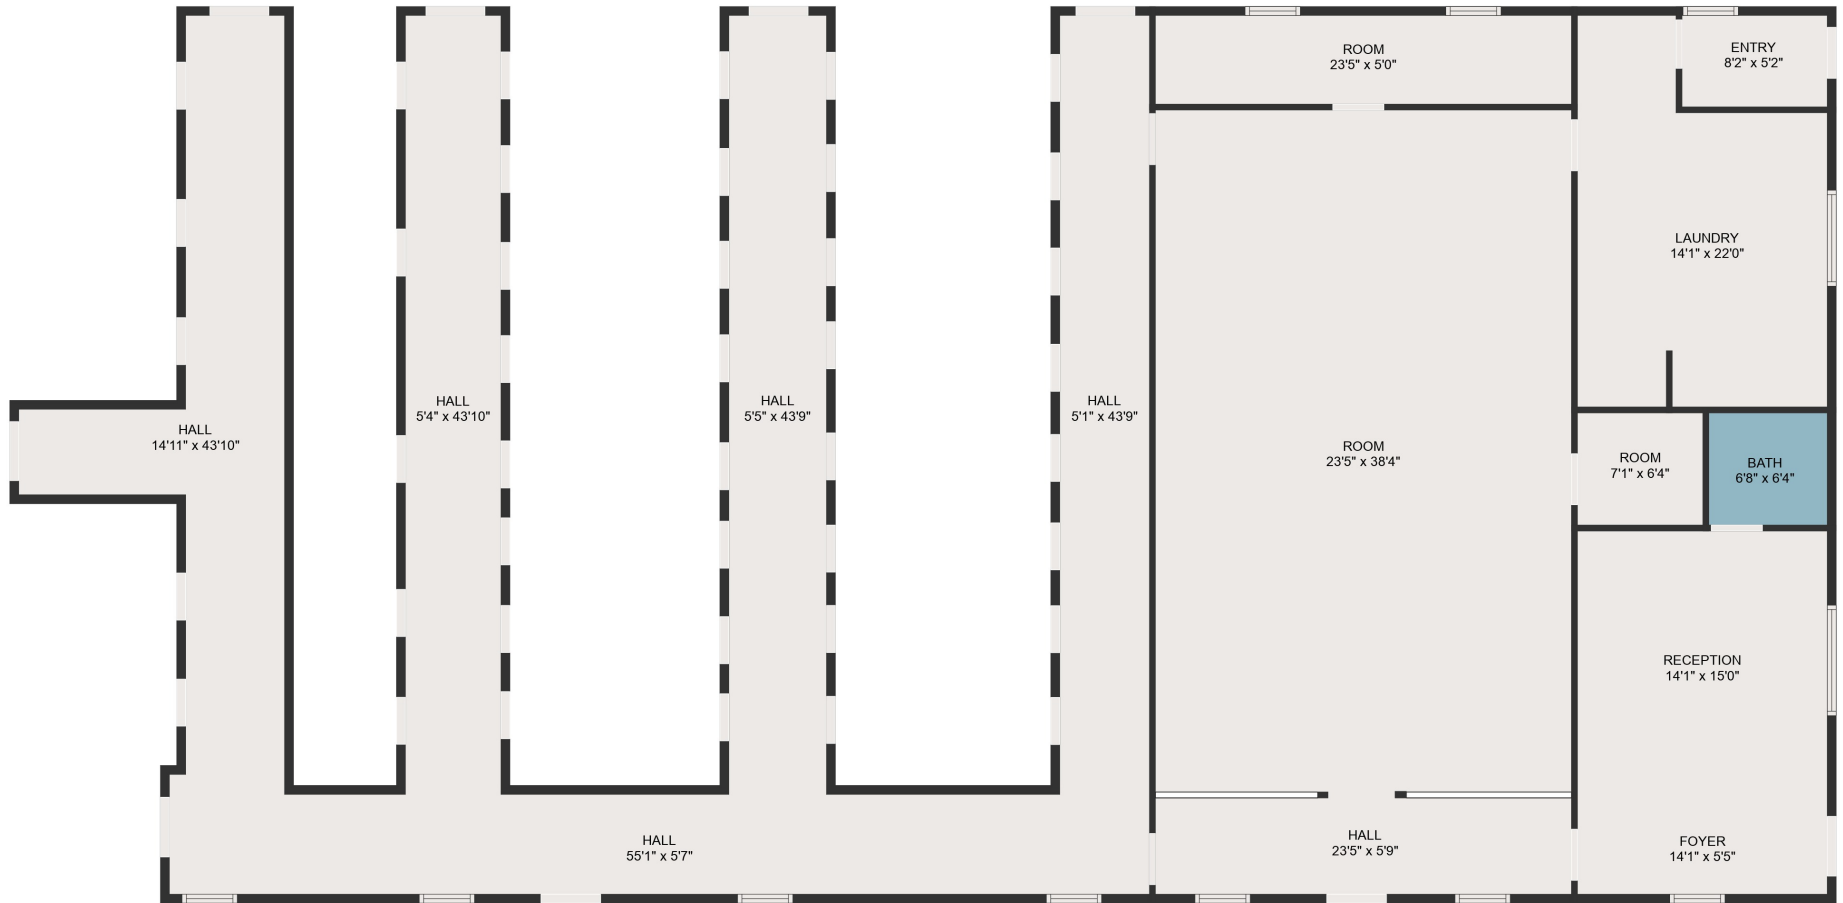 ROOM
23'5" x 5'0"
ENTRY
8'2" x 5'2"
LAUNDRY
14'1" x 22'0"
HALL
14'11" x 43'10"
HALL
5'4" x 43'10"
HALL
5'5" x 43'9"
HALL
5'1" x 43'9"
ROOM
23'5" x 38'4"
ROOM
7'1" x 6'4"
BATH
6'8" x 6'4"
RECEPTION
14'1" x 15'0"
HALL
55'1" x 5'7"
HALL
23'5" x 5'9"
FOYER
14'1" x 5'5"